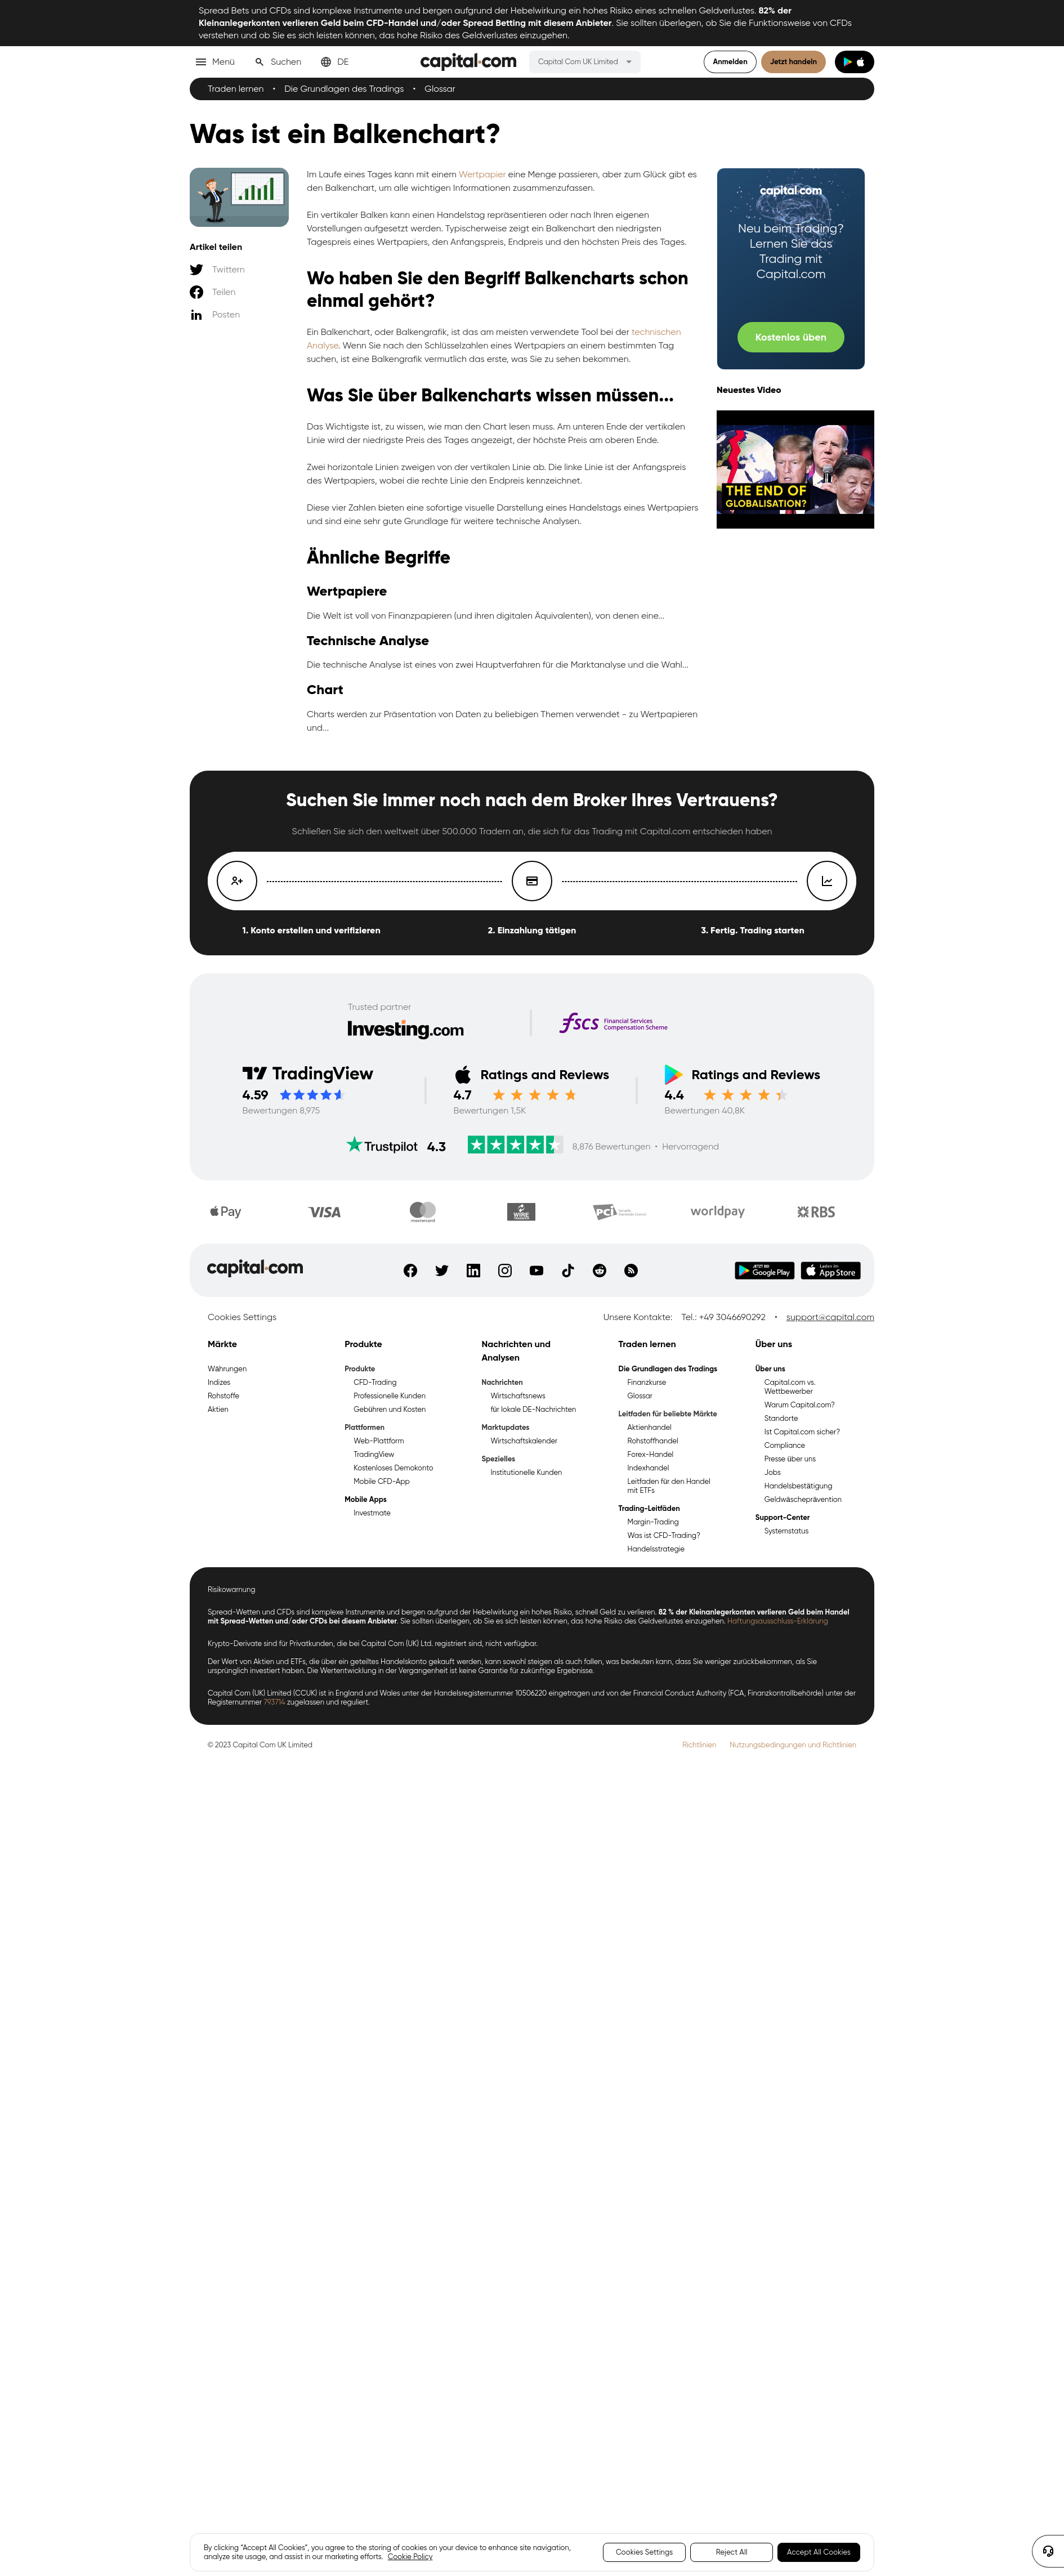 Spread Bets und CFDs sind komplexe Instrumente und bergen aufgrund der Hebelwirkung ein hohes Risiko eines schnellen Geldverlustes. 82% der
Kleinanlegerkonten verlieren Geld beim CFD-Handel und/oder Spread Betting mit diesem Anbieter. Sie sollten überlegen, ob Sie die Funktionsweise von CFDs
verstehen und ob Sie es sich leisten können, das hohe Risiko des Geldverlustes einzugehen.
Menü
Suchen
DE
capital.com
Capital Com UK Limited
Anmelden
Jetzt handeln
Traden lernen • Die Grundlagen des Tradings • Glossar
Was ist ein Balkenchart?
Artikel teilen
Twittern
Teilen
Posten
Im Laufe eines Tages kann mit einem Wertpapier eine Menge passieren, aber zum Glück gibt es
den Balkenchart, um alle wichtigen Informationen zusammenzufassen.
Ein vertikaler Balken kann einen Handelstag repräsentieren oder nach Ihren eigenen
Vorstellungen aufgesetzt werden. Typischerweise zeigt ein Balkenchart den niedrigsten
Tagespreis eines Wertpapiers, den Anfangspreis, Endpreis und den höchsten Preis des Tages.
Wo haben Sie den Begriff Balkencharts schon
einmal gehört?
Ein Balkenchart, oder Balkengrafik, ist das am meisten verwendete Tool bei der technischen
Analyse. Wenn Sie nach den Schlüsselzahlen eines Wertpapiers an einem bestimmten Tag
suchen, ist eine Balkengrafik vermutlich das erste, was Sie zu sehen bekommen.
Was Sie über Balkencharts wissen müssen...
Das Wichtigste ist, zu wissen, wie man den Chart lesen muss. Am unteren Ende der vertikalen
Linie wird der niedrigste Preis des Tages angezeigt, der höchste Preis am oberen Ende.
Zwei horizontale Linien zweigen von der vertikalen Linie ab. Die linke Linie ist der Anfangspreis
des Wertpapiers, wobei die rechte Linie den Endpreis kennzeichnet.
Diese vier Zahlen bieten eine sofortige visuelle Darstellung eines Handelstags eines Wertpapiers
und sind eine sehr gute Grundlage für weitere technische Analysen.
Ähnliche Begriffe
Wertpapiere
Die Welt ist voll von Finanzpapieren (und ihren digitalen Äquivalenten), von denen eine...
Technische Analyse
Die technische Analyse ist eines von zwei Hauptverfahren für die Marktanalyse und die Wahl...
Chart
Charts werden zur Präsentation von Daten zu beliebigen Themen verwendet – zu Wertpapieren
und...
capital.com
Neu beim Trading?
Lernen Sie das
Trading mit
Capital.com
Kostenlos üben
Neuestes Video
THE END OF
GLOBALISATION?
Suchen Sie immer noch nach dem Broker Ihres Vertrauens?
Schließen Sie sich den weltweit über 500.000 Tradern an, die sich für das Trading mit Capital.com entschieden haben
1. Konto erstellen und verifizieren
2. Einzahlung tätigen
3. Fertig. Trading starten
Trusted partner
Investing.com
fscs Financial Services
Compensation Scheme
TradingView
4.59
Bewertungen 8,975
Ratings and Reviews
4.7
Bewertungen 1,5K
Ratings and Reviews
4.4
Bewertungen 40,8K
Trustpilot 4.3
8,876 Bewertungen • Hervorragend
Pay
VISA
mastercard
WIRE
PCI
worldpay
RBS
capital.com
JETZT BEI
Google Play
Laden im
App Store
Cookies Settings
Unsere Kontakte: Tel.: +49 3046690292 • support@capital.com
Märkte
Währungen
Indizes
Rohstoffe
Aktien
Produkte
Produkte
CFD-Trading
Professionelle Kunden
Gebühren und Kosten
Plattformen
Web-Plattform
TradingView
Kostenloses Demokonto
Mobile CFD-App
Mobile Apps
Investmate
Nachrichten und
Analysen
Nachrichten
Wirtschaftsnews
für lokale DE-Nachrichten
Marktupdates
Wirtschaftskalender
Spezielles
Institutionelle Kunden
Traden lernen
Die Grundlagen des Tradings
Finanzkurse
Glossar
Leitfaden für beliebte Märkte
Aktienhandel
Rohstoffhandel
Forex-Handel
Indexhandel
Leitfaden für den Handel
mit ETFs
Trading-Leitfäden
Margin-Trading
Was ist CFD-Trading?
Handelsstrategie
Über uns
Über uns
Capital.com vs.
Wettbewerber
Warum Capital.com?
Standorte
Ist Capital.com sicher?
Compliance
Presse über uns
Jobs
Handelsbestätigung
Geldwäscheprävention
Support-Center
Systemstatus
Risikowarnung
Spread-Wetten und CFDs sind komplexe Instrumente und bergen aufgrund der Hebelwirkung ein hohes Risiko, schnell Geld zu verlieren. 82 % der Kleinanlegerkonten verlieren Geld beim Handel
mit Spread-Wetten und/oder CFDs bei diesem Anbieter. Sie sollten überlegen, ob Sie es sich leisten können, das hohe Risiko des Geldverlustes einzugehen. Haftungsausschluss-Erklärung
Krypto-Derivate sind für Privatkunden, die bei Capital Com (UK) Ltd. registriert sind, nicht verfügbar.
Der Wert von Aktien und ETFs, die über ein geteiltes Handelskonto gekauft werden, kann sowohl steigen als auch fallen, was bedeuten kann, dass Sie weniger zurückbekommen, als Sie
ursprünglich investiert haben. Die Wertentwicklung in der Vergangenheit ist keine Garantie für zukünftige Ergebnisse.
Capital Com (UK) Limited (CCUK) ist in England und Wales unter der Handelsregisternummer 10506220 eingetragen und von der Financial Conduct Authority (FCA, Finanzkontrollbehörde) unter der
Registernummer 793714 zugelassen und reguliert.
© 2023 Capital Com UK Limited
Richtlinien
Nutzungsbedingungen und Richtlinien
By clicking “Accept All Cookies”, you agree to the storing of cookies on your device to enhance site navigation,
analyze site usage, and assist in our marketing efforts. Cookie Policy
Cookies Settings
Reject All
Accept All Cookies